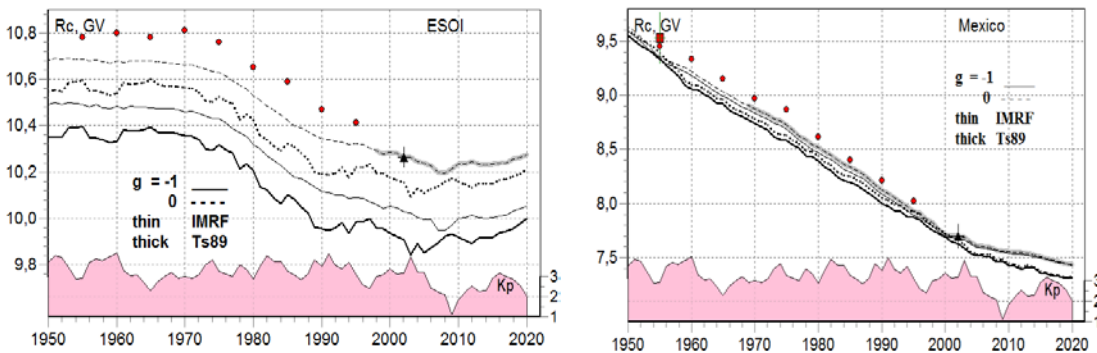 Rc, GV ESOI
10,8
10,6
10,4
10,2
10,0
9,8
g = -1
0
thin IMRF
thick Ts89
Kp
3
2
1
1950 1960 1970 1980 1990 2000 2010 2020
Rc, GV Mexico
9,5
9,0
8,5
8,0
7,5
g = -1
0
thin IMRF
thick Ts89
Kp
3
2
1
1950 1960 1970 1980 1990 2000 2010 2020